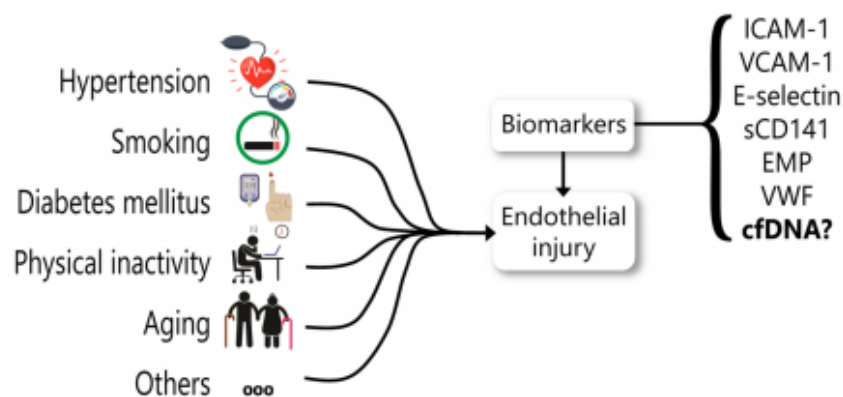 Hypertension
Smoking
Diabetes mellitus
Physical inactivity
Aging
Others ooo
Biomarkers
Endothelial
injury
ICAM-1
VCAM-1
E-selectin
sCD141
EMP
VWF
cfDNA?